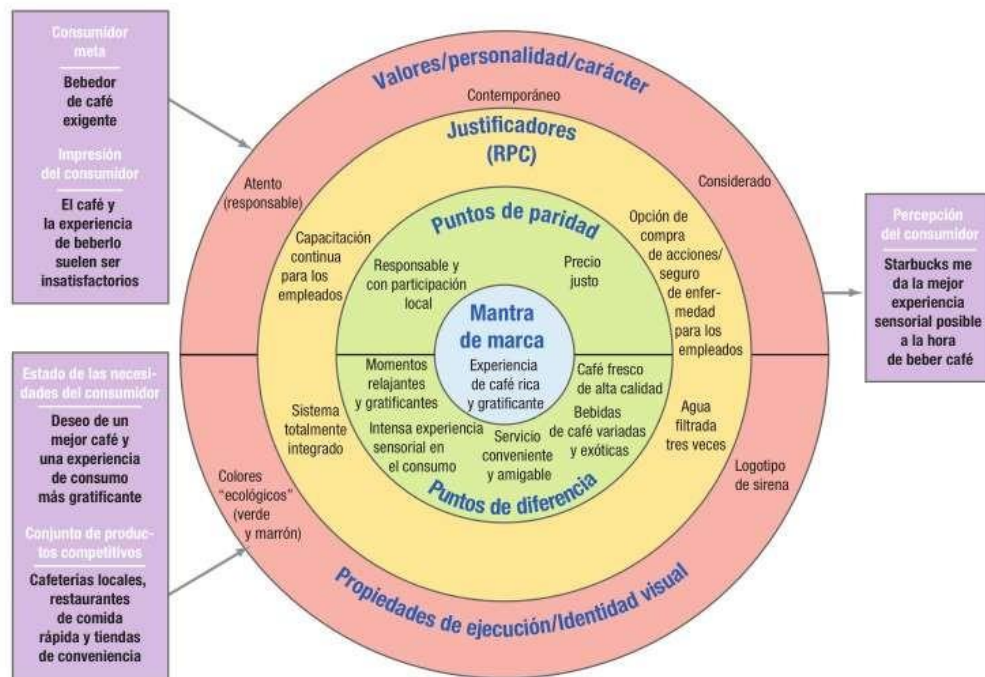 Consumidor
meta
Bebedor
de café
exigente
Impresión
del consumidor
El café y
la experiencia
de beberlo
suelen ser
insatisfactorios
Estado de las necesi-
dades del consumidor
Deseo de un
mejor café y
una experiencia
de consumo
más gratificante
Conjunto de produc-
tos competitivos
Cafeterias locales,
restaurantes
de comida
rápida y tiendas
de conveniencia
Valores/personalidad/carácter
Contemporáneo
Atento
(responsable)
Considerado
Justificadores
(RPC)
Capacitación
continua
para los
empleados
Opción de
compra
de acciones/
seguro
de enfer-
medad
para los
empleados
Puntos de paridad
Responsable y
con participación
local
Precio
justo
Mantra
de marca
Experiencia
de café rica
y gratificante
Momentos
relajantes
y gratificantes
Café fresco
de alta calidad
Intensa experiencia
sensorial en
el consumo
Servicio
conveniente
y amigable
Bebidas
de café variadas
y exóticas
Puntos de diferencia
Sistema
totalmente
integrado
Agua
filtrada
tres veces
Colores
“ecológicos”
(verde
y marrón)
Logotipo
de sirena
Propiedades de ejecución/Identidad visual
Percepción
del consumidor
Starbucks me
da la mejor
experiencia
sensorial posible
a la hora
de beber café